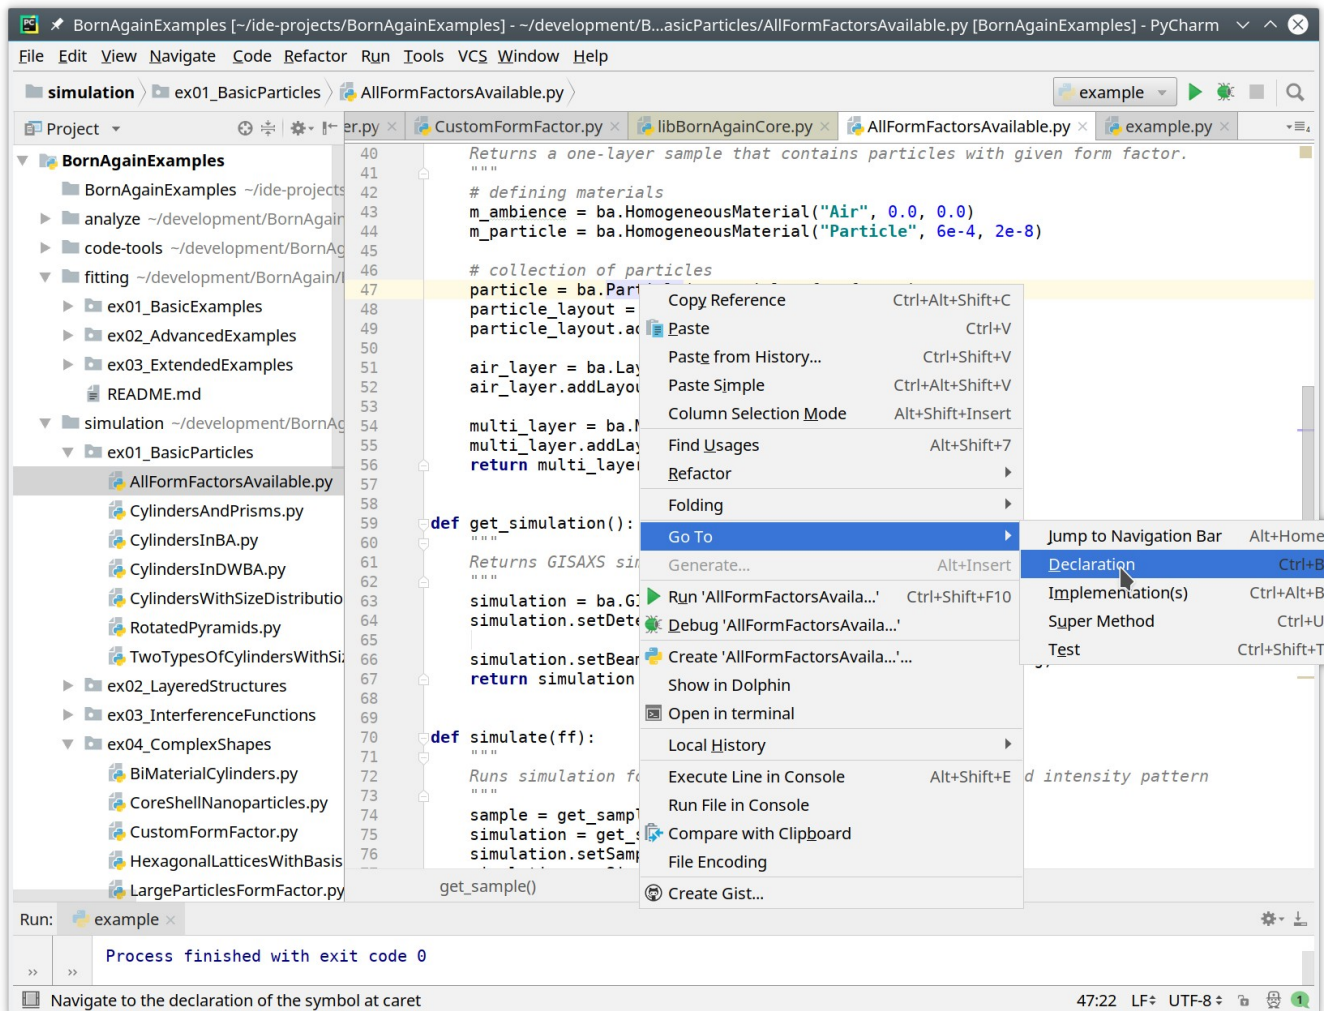 BornAgainExamples [~/ide-projects/BornAgainExamples] - ~/development/B...asicParticles/AllFormFactorsAvailable.py [BornAgainExamples] - PyCharm
File Edit View Navigate Code Refactor Run Tools VCS Window Help
simulation ex01_BasicParticles AllFormFactorsAvailable.py example
Project er.py CustomFormFactor.py libBornAgainCore.py AllFormFactorsAvailable.py example.py
BornAgainExamples
BornAgainExamples ~/ide-projects
analyze ~/development/BornAgain
code-tools ~/development/BornAg
fitting ~/development/BornAgain/
ex01_BasicExamples
ex02_AdvancedExamples
ex03_ExtendedExamples
README.md
simulation ~/development/BornAg
ex01_BasicParticles
AllFormFactorsAvailable.py
CylindersAndPrisms.py
CylindersInBA.py
CylindersInDWBA.py
CylindersWithSizeDistributio
RotatedPyramids.py
TwoTypesOfCylindersWithSi
ex02_LayeredStructures
ex03_InterferenceFunctions
ex04_ComplexShapes
BiMaterialCylinders.py
CoreShellNanoparticles.py
CustomFormFactor.py
HexagonalLatticesWithBasis
LargeParticlesFormFactor.py
40 Returns a one-layer sample that contains particles with given form factor.
41 """
42 # defining materials
43 m_ambience = ba.HomogeneousMaterial("Air", 0.0, 0.0)
44 m_particle = ba.HomogeneousMaterial("Particle", 6e-4, 2e-8)
45
46 # collection of particles
47 particle = ba.Part
48 particle_layout =
49 particle_layout.ad
50
51 air_layer = ba.Lay
52 air_layer.addLayou
53
54 multi_layer = ba.M
55 multi_layer.addLay
56 return multi_layer
57
58
59 def get_simulation():
60 """
61 Returns GISAXS sim
62 """
63 simulation = ba.GI
64 simulation.setDete
65
66 simulation.setBeam
67 return simulation
68
69
70 def simulate(ff):
71 """
72 Runs simulation fo d intensity pattern
73 """
74 sample = get_sampl
75 simulation = get_s
76 simulation.setSamp
get_sample()
Copy Reference Ctrl+Alt+Shift+C
Paste Ctrl+V
Paste from History... Ctrl+Shift+V
Paste Simple Ctrl+Alt+Shift+V
Column Selection Mode Alt+Shift+Insert
Find Usages Alt+Shift+7
Refactor
Folding
Go To
Generate... Alt+Insert
Run 'AllFormFactorsAvaila...' Ctrl+Shift+F10
Debug 'AllFormFactorsAvaila...'
Create 'AllFormFactorsAvaila...'...
Show in Dolphin
Open in terminal
Local History
Execute Line in Console Alt+Shift+E
Run File in Console
Compare with Clipboard
File Encoding
Create Gist...
Jump to Navigation Bar Alt+Home
Declaration Ctrl+B
Implementation(s) Ctrl+Alt+B
Super Method Ctrl+U
Test Ctrl+Shift+T
Run: example
Process finished with exit code 0
Navigate to the declaration of the symbol at caret 47:22 LF UTF-8 1